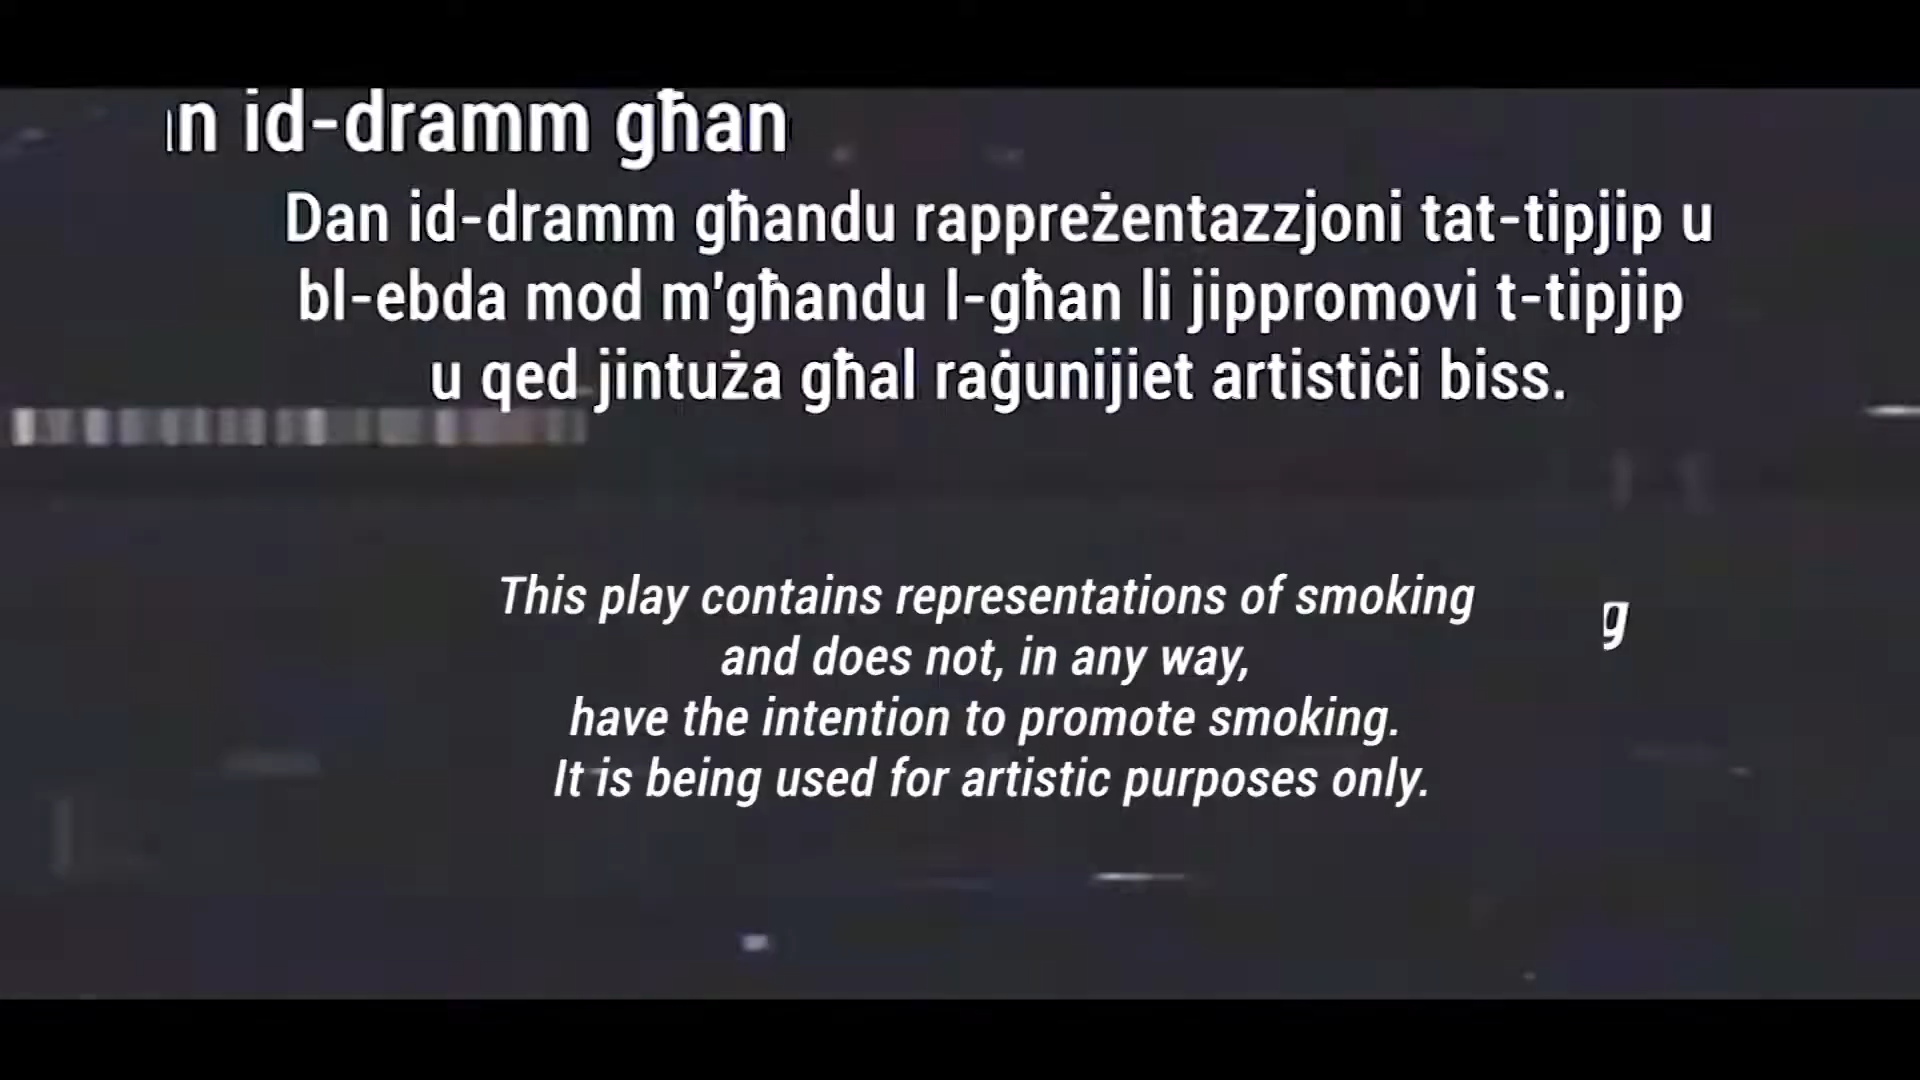 n id-dramm għan
Dan id-dramm għandu rappreżentazzjoni tat-tipjip u
bl-ebda mod m'għandu l-għan li jippromovi t-tipjip
u qed jintuża għal raġunijiet artistiċi biss.
This play contains representations of smoking
g
and does not, in any way,
have the intention to promote smoking.
It is being used for artistic purposes only.